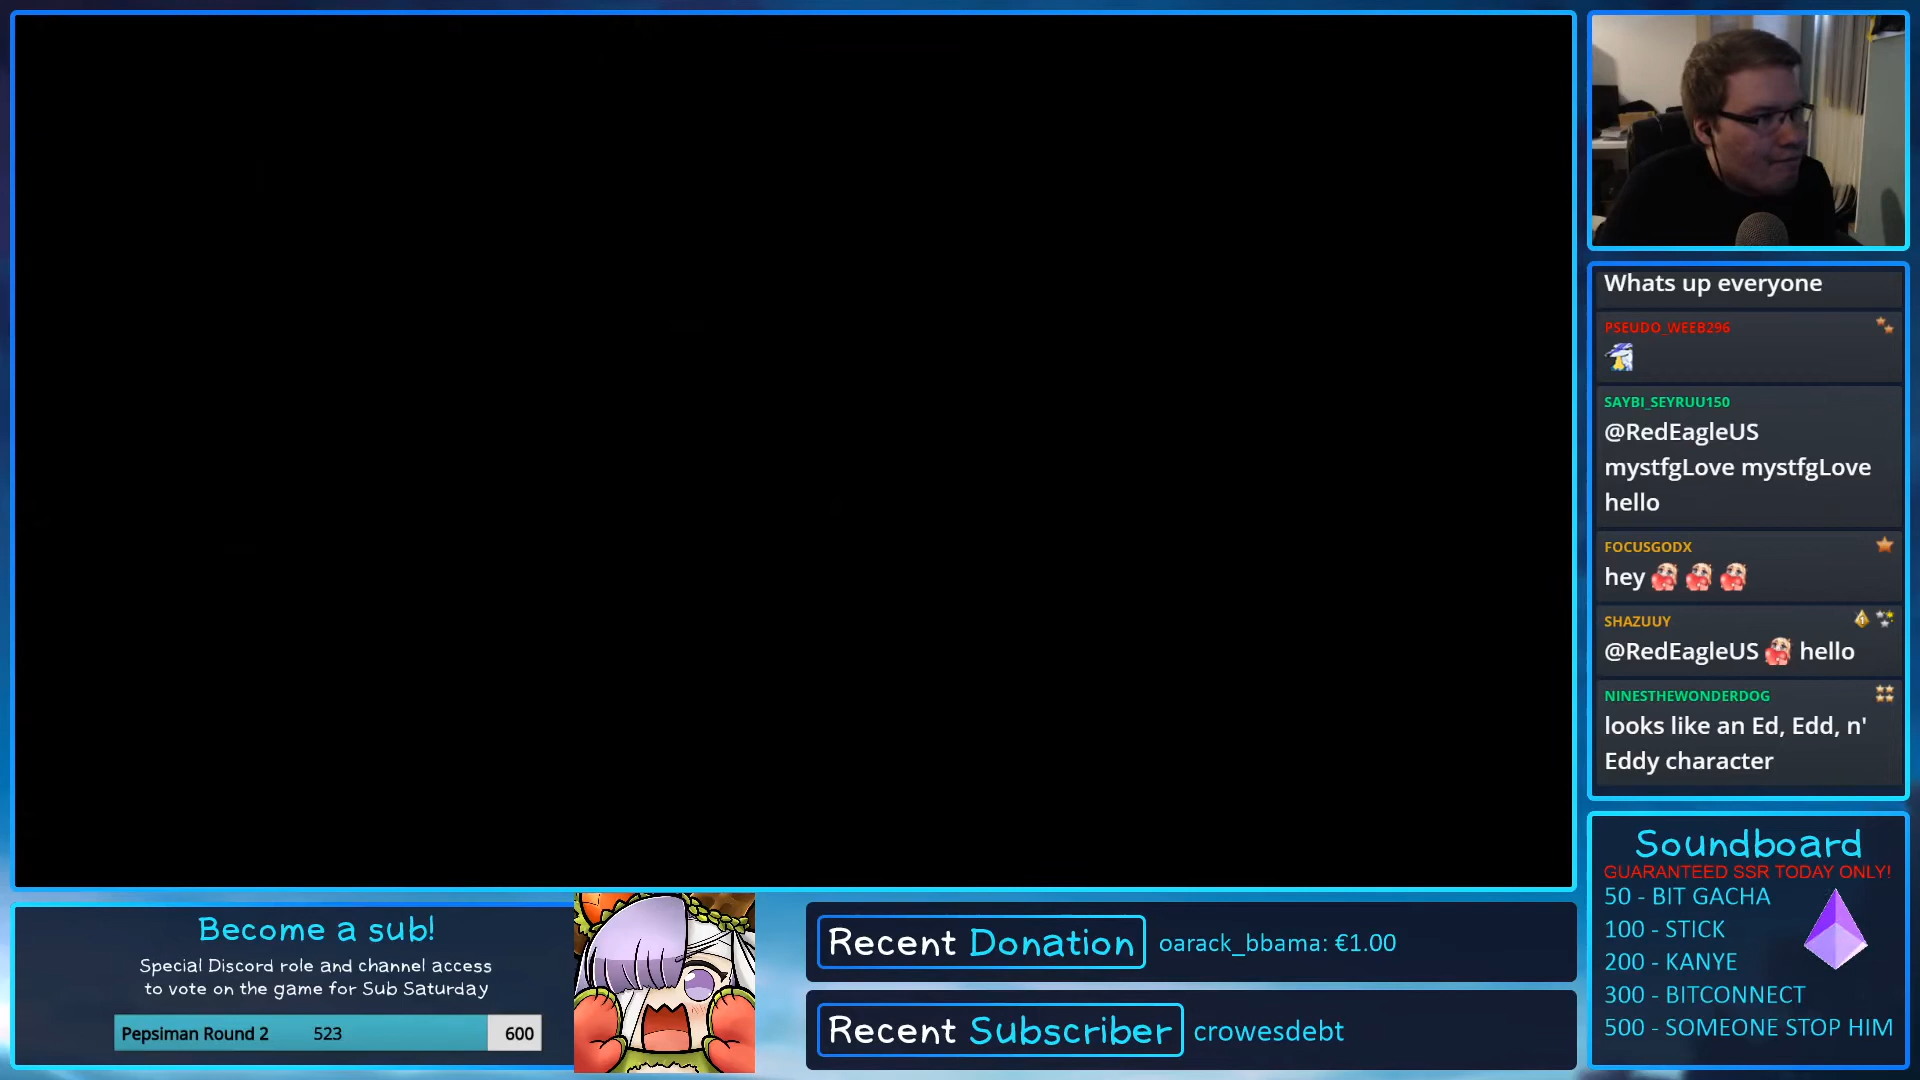 Whats up everyone
PSEUDO_WEEB296
SAYBI_SEYRUU150
@RedEagleUS
mystfgLove mystfgLove
hello
FOCUSGODX
hey
SHAZUUY
@RedEagleUS hello
NINESTHEWONDERDOG
looks like an Ed, Edd, n'
Eddy character
Soundboard
GUARANTEED SSR TODAY ONLY!
50 - BIT GACHA
100 - STICK
200 - KANYE
300 - BITCONNECT
500 - SOMEONE STOP HIM
Become a sub!
Special Discord role and channel access
to vote on the game for Sub Saturday
Pepsiman Round 2 523 600
Recent Donation oarack_bbama: €1.00
Recent Subscriber crowesdebt